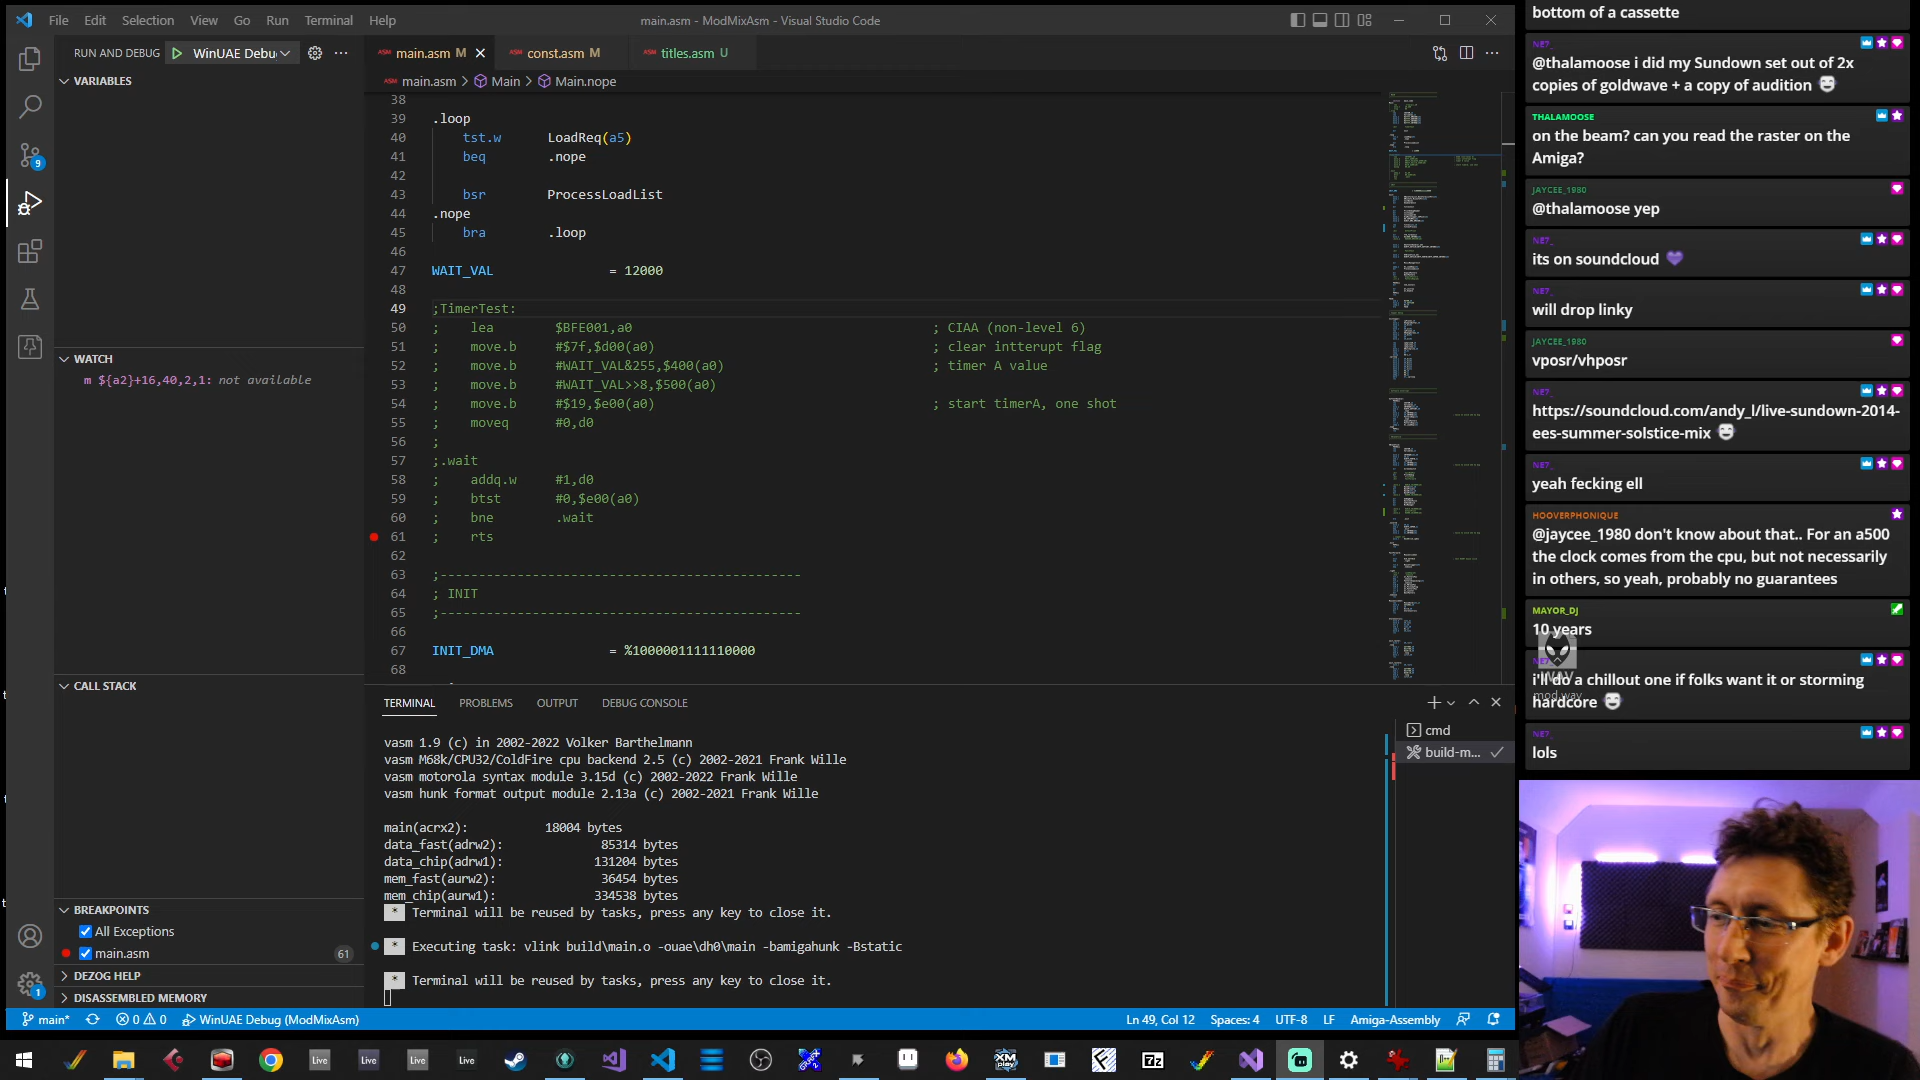 File Edit Selection View Go Run Terminal Help
main.asm - ModMixAsm - Visual Studio Code
RUN AND DEBUG
WinUAE Debu
main.asm M
const.asm M
titles.asm U
main.asm > Main > Main.nope
VARIABLES
WATCH
m ${a2}+16,40,2,1: not available
CALL STACK
BREAKPOINTS
All Exceptions
main.asm 61
DEZOG HELP
DISASSEMBLED MEMORY
9
1
38
39 .loop
40 tst.w LoadReq(a5)
41 beq .nope
42
43 bsr ProcessLoadList
44 .nope
45 bra .loop
46
47 WAIT_VAL = 12000
48
49 ;TimerTest:
50 ; lea $BFE001,a0 ; CIAA (non-level 6)
51 ; move.b #$7f,$d00(a0) ; clear intterupt flag
52 ; move.b #WAIT_VAL&255,$400(a0) ; timer A value
53 ; move.b #WAIT_VAL>>8,$500(a0)
54 ; move.b #$19,$e00(a0) ; start timerA, one shot
55 ; moveq #0,d0
56 ;
57 ;.wait
58 ; addq.w #1,d0
59 ; btst #0,$e00(a0)
60 ; bne .wait
61 ; rts
62
63 ;-----------------------------------------------
64 ; INIT
65 ;-----------------------------------------------
66
67 INIT_DMA = %1000001111110000
68
TERMINAL PROBLEMS OUTPUT DEBUG CONSOLE
cmd
build-m...
vasm 1.9 (c) in 2002-2022 Volker Barthelmann
vasm M68k/CPU32/ColdFire cpu backend 2.5 (c) 2002-2021 Frank Wille
vasm motorola syntax module 3.15d (c) 2002-2022 Frank Wille
vasm hunk format output module 2.13a (c) 2002-2021 Frank Wille
main(acrx2): 18004 bytes
data_fast(adrw2): 85314 bytes
data_chip(adrw1): 131204 bytes
mem_fast(aurw2): 36454 bytes
mem_chip(aurw1): 334538 bytes
* Terminal will be reused by tasks, press any key to close it.
* Executing task: vlink build\main.o -ouae\dh0\main -bamigahunk -Bstatic
* Terminal will be reused by tasks, press any key to close it.
main* 0 0 WinUAE Debug (ModMixAsm)
Ln 49, Col 12 Spaces: 4 UTF-8 LF Amiga-Assembly
bottom of a cassette
NE7_
@thalamoose i did my Sundown set out of 2x
copies of goldwave + a copy of audition
THALAMOOSE
on the beam? can you read the raster on the
Amiga?
JAYCEE_1980
@thalamoose yep
NE7_
its on soundcloud
NE7_
will drop linky
JAYCEE_1980
vposr/vhposr
NE7_
https://soundcloud.com/andy_l/live-sundown-2014-
ees-summer-solstice-mix
NE7_
yeah fecking ell
HOOVERPHONIQUE
@jaycee_1980 don't know about that.. For an a500
the clock comes from the cpu, but not necessarily
in others, so yeah, probably no guarantees
MAYOR_DJ
10 years
i'll do a chillout one if folks want it or storming
hardcore
mod.wav
NE7_
lols
Live
Live
Live
Live
XM
play
7z